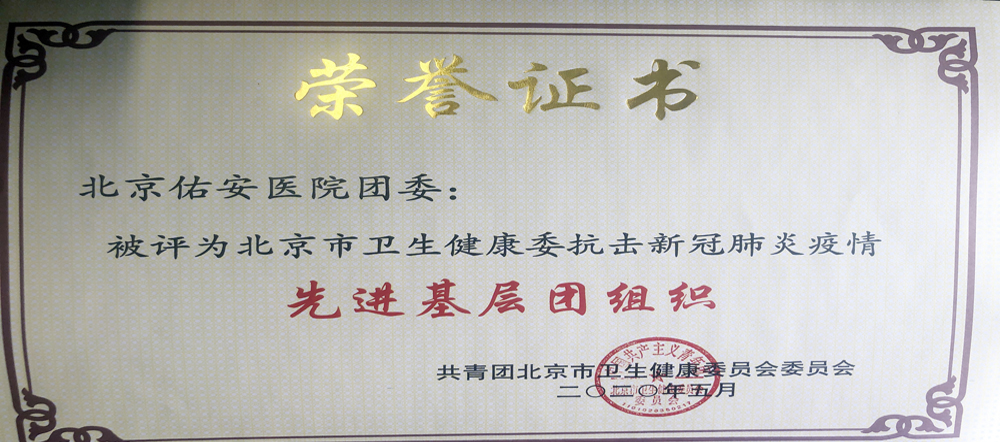 荣誉证书
北京佑安医院团委：
被评为北京市卫生健康委抗击新冠肺炎疫情
先进基层团组织
共青团北京市卫生健康委员会委员会
二〇二〇年五月